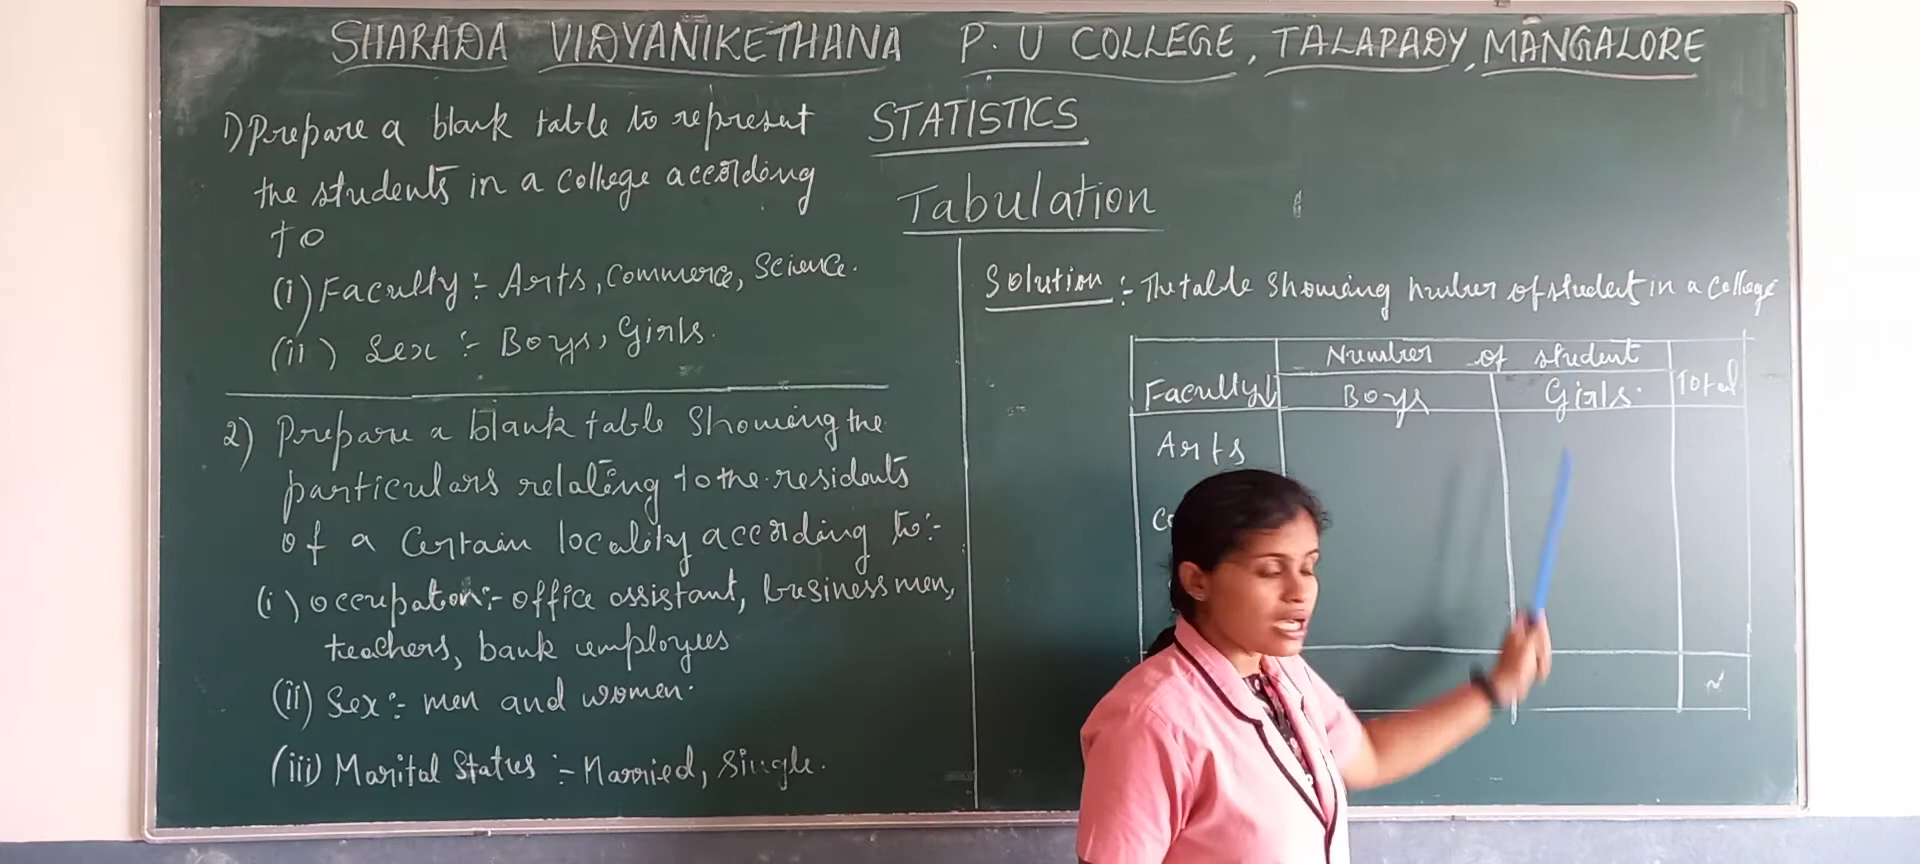 SHARADA VIDYANIKETHANA P.U COLLEGE, TALAPADY, MANGALORE
STATISTICS
Tabulation
1) Prepare a blank table to represent
the students in a college according
to
(i) Faculty :- Arts, Commerce, Science.
(ii) Sex :- Boys, Girls.
2) Prepare a blank table showing the
particulars relating to the residents
of a certain locality according to:-
(i) occupation:- office assistant, business men,
teachers, bank employees
(ii) Sex:- men and women.
(iii) Marital Status :- Married, Single.
Solution :- The table showing number of student in a college
Number of student
Faculty↓ Boys Girls. Total
Arts